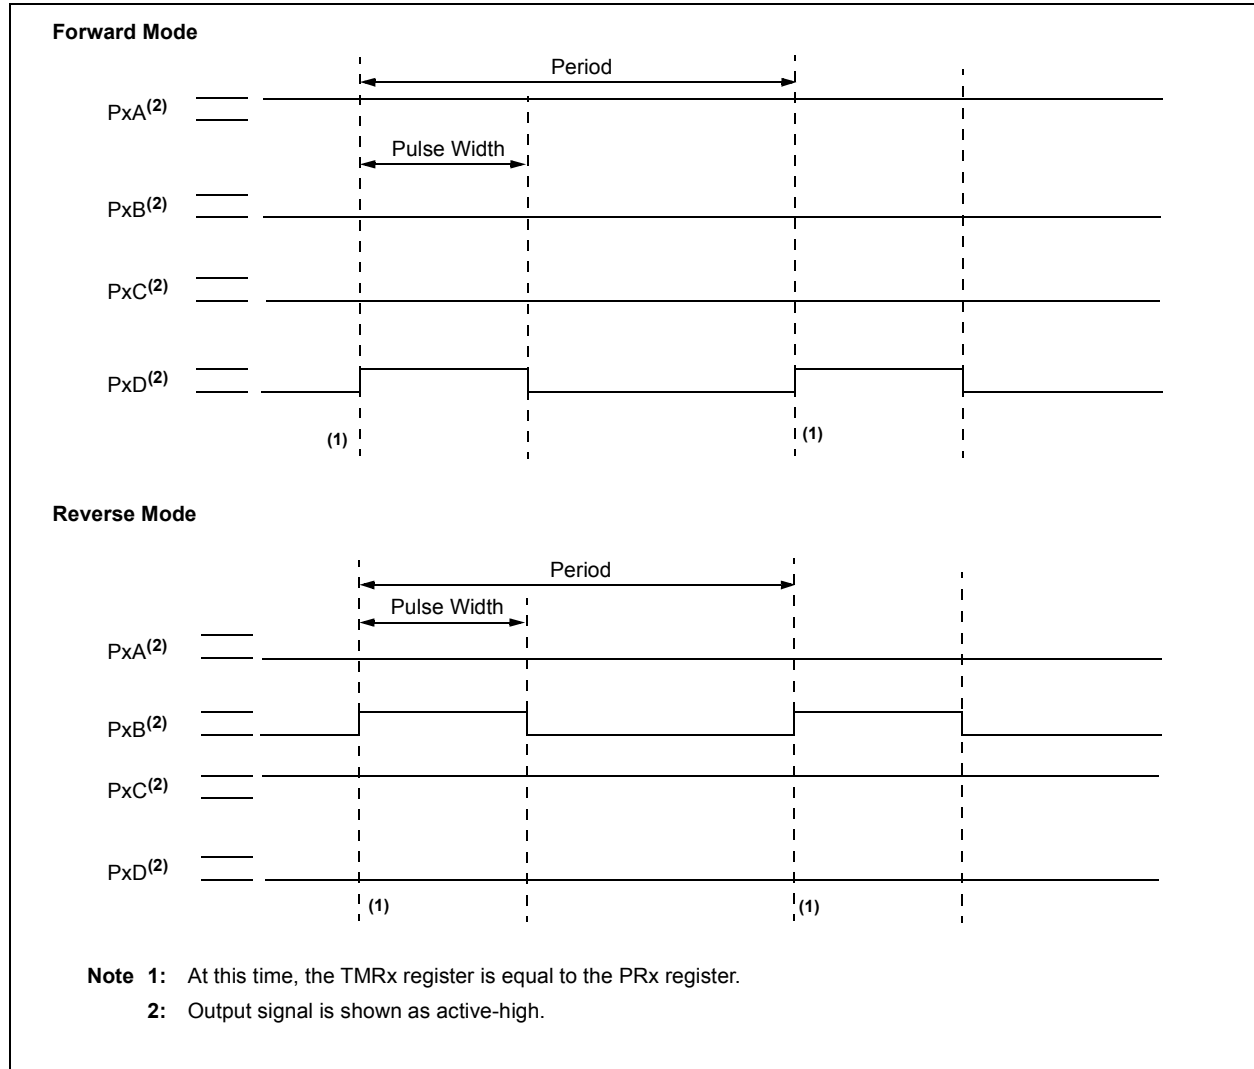 Forward Mode
Period
PxA(2)
Pulse Width
PxB(2)
PxC(2)
PxD(2)
(1)
(1)
Reverse Mode
Period
Pulse Width
PxA(2)
PxB(2)
PxC(2)
PxD(2)
(1)
(1)
Note 1: At this time, the TMRx register is equal to the PRx register.
2: Output signal is shown as active-high.